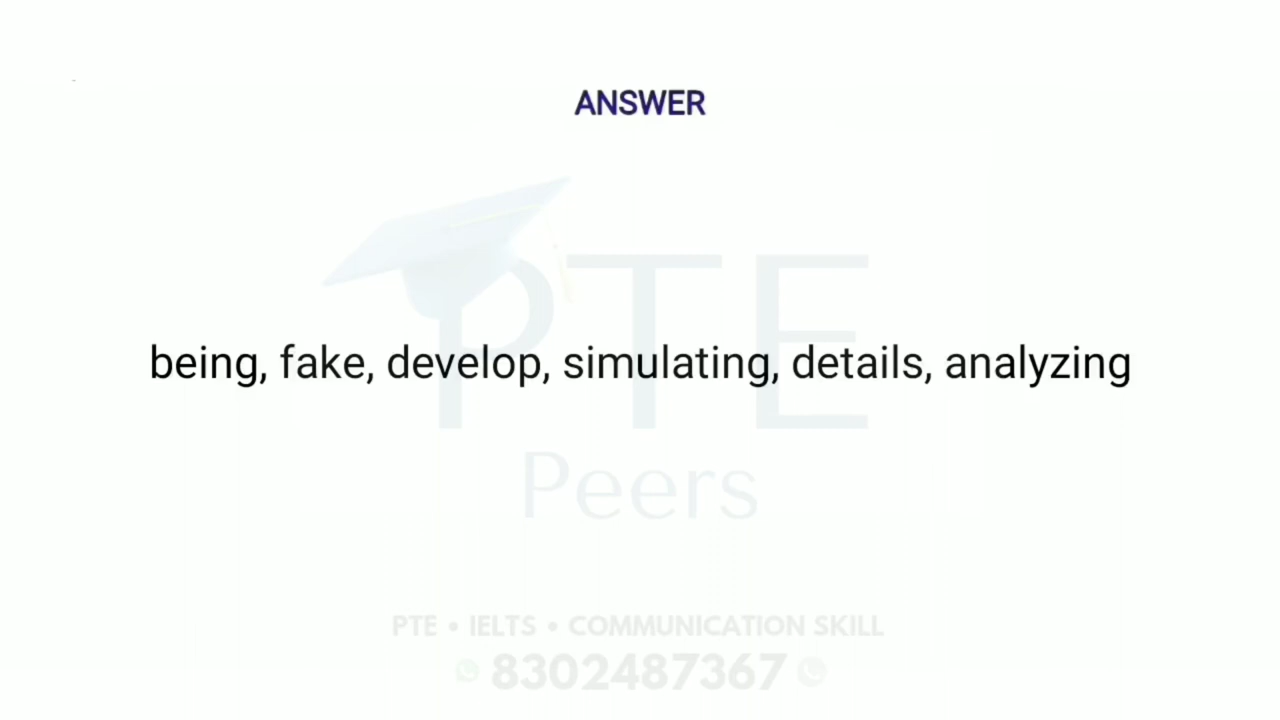 ANSWER
being, fake, develop, simulating, details, analyzing
PTE
Peers
PTE • IELTS • COMMUNICATION SKILL
8302487367